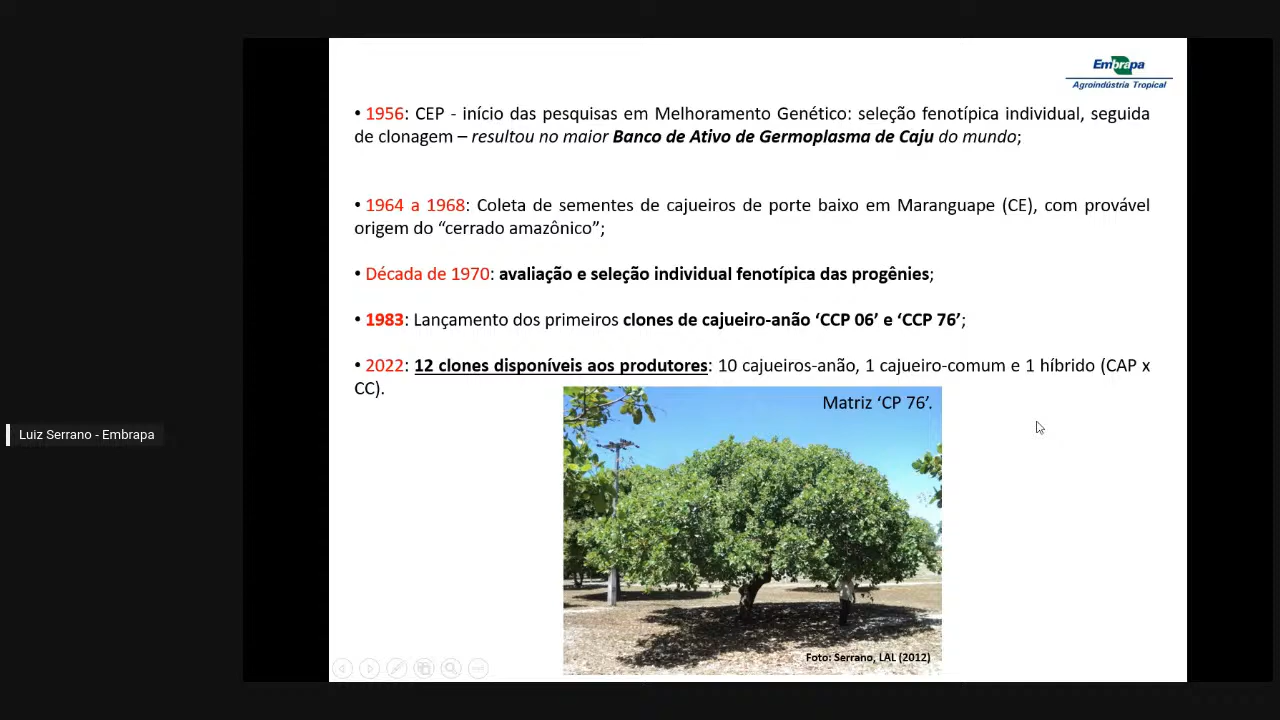 Embrapa
Agroindústria Tropical
• 1956: CEP - início das pesquisas em Melhoramento Genético: seleção fenotípica individual, seguida
de clonagem – resultou no maior Banco de Ativo de Germoplasma de Caju do mundo;
• 1964 a 1968: Coleta de sementes de cajueiros de porte baixo em Maranguape (CE), com provável
origem do “cerrado amazônico”;
• Década de 1970: avaliação e seleção individual fenotípica das progênies;
• 1983: Lançamento dos primeiros clones de cajueiro-anão ‘CCP 06’ e ‘CCP 76’;
• 2022: 12 clones disponíveis aos produtores: 10 cajueiros-anão, 1 cajueiro-comum e 1 híbrido (CAP x
CC).
Matriz ‘CP 76’.
Luiz Serrano - Embrapa
Foto: Serrano, LAL (2012)